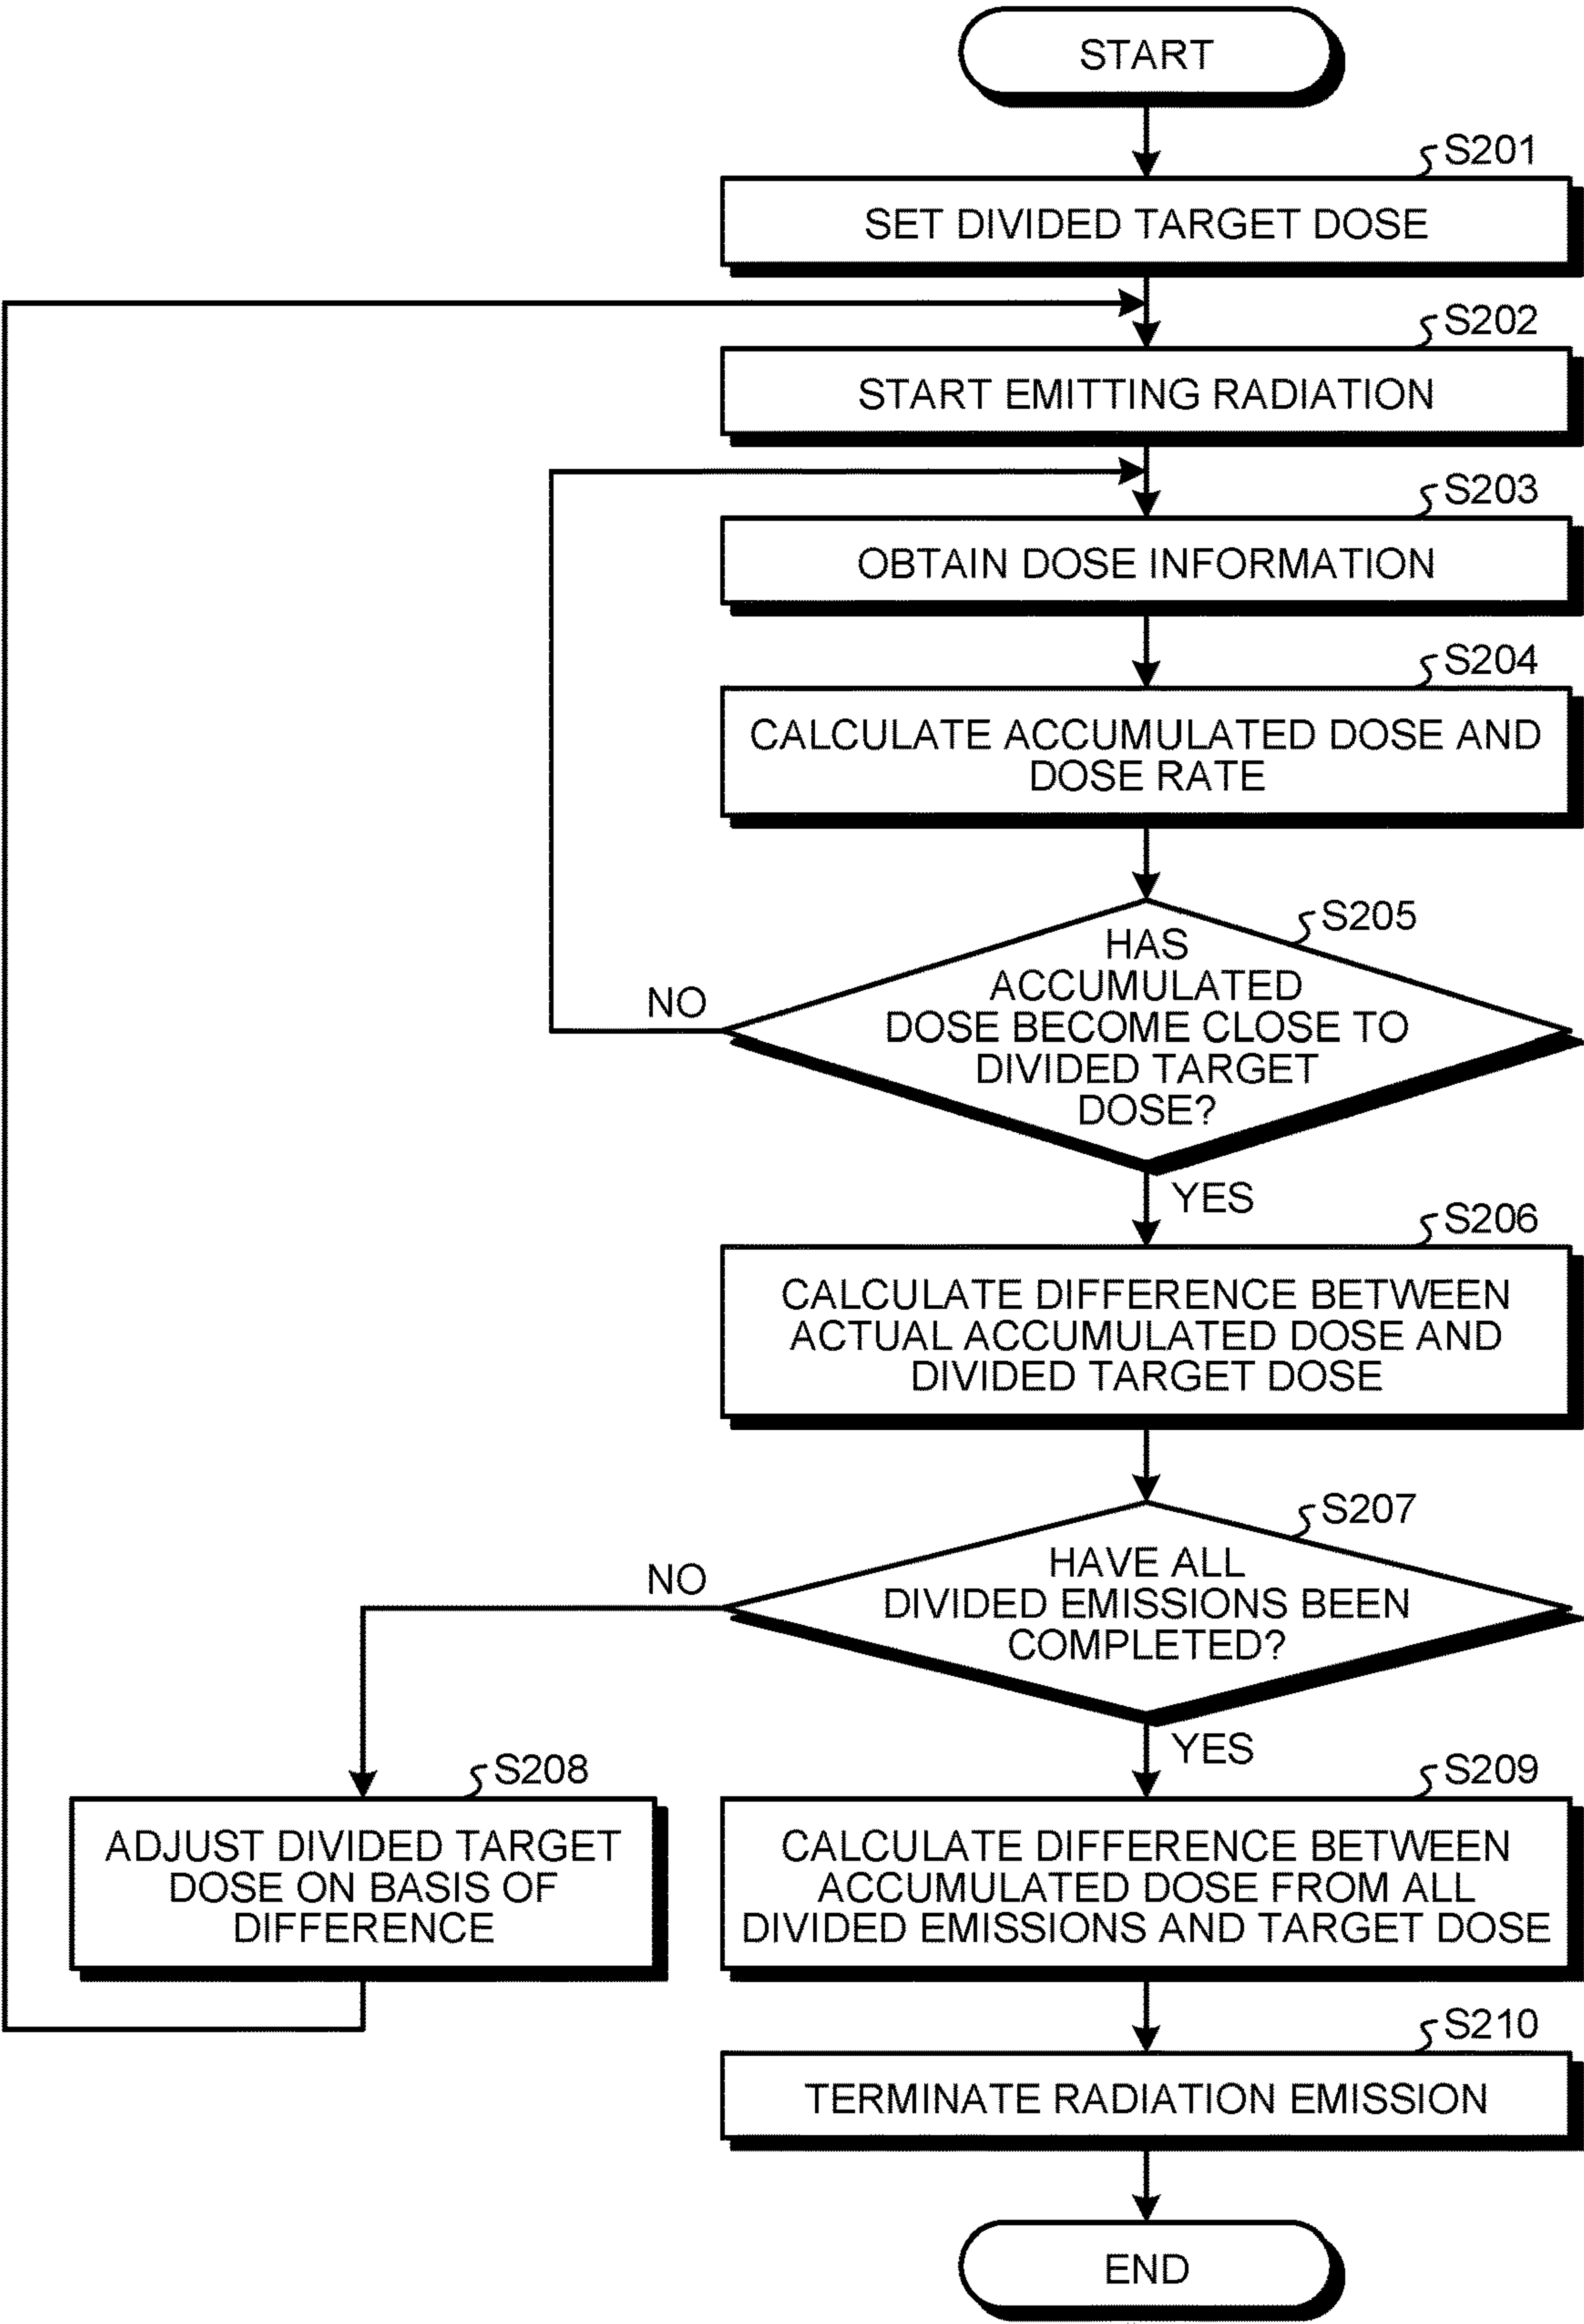 START
S201
SET DIVIDED TARGET DOSE
S202
START EMITTING RADIATION
S203
OBTAIN DOSE INFORMATION
S204
CALCULATE ACCUMULATED DOSE AND
DOSE RATE
S205
HAS
ACCUMULATED
DOSE BECOME CLOSE TO
DIVIDED TARGET
DOSE?
NO
YES
S206
CALCULATE DIFFERENCE BETWEEN
ACTUAL ACCUMULATED DOSE AND
DIVIDED TARGET DOSE
S207
HAVE ALL
DIVIDED EMISSIONS BEEN
COMPLETED?
NO
YES
S208
ADJUST DIVIDED TARGET
DOSE ON BASIS OF
DIFFERENCE
S209
CALCULATE DIFFERENCE BETWEEN
ACCUMULATED DOSE FROM ALL
DIVIDED EMISSIONS AND TARGET DOSE
S210
TERMINATE RADIATION EMISSION
END